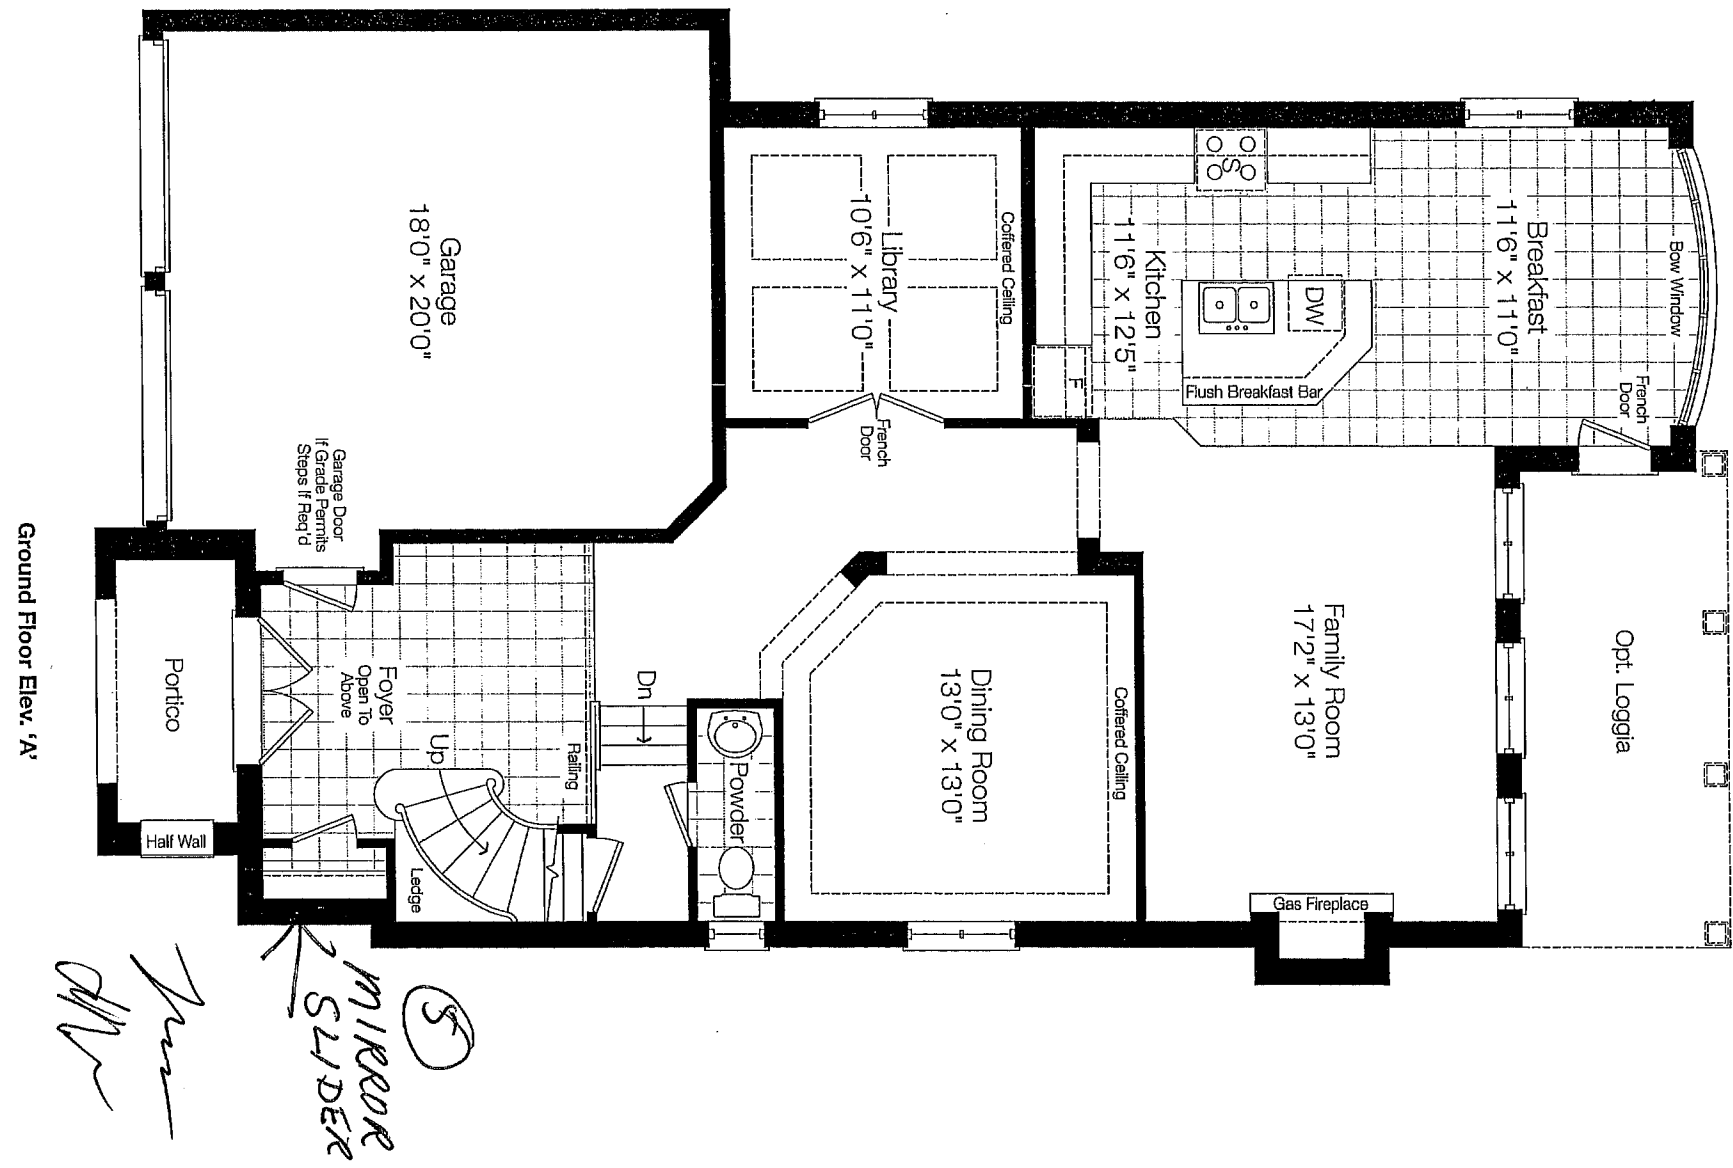 Bow Window
Breakfast
11'6" x 11'0"
French
Door
Opt. Loggia
S
DW
Flush Breakfast Bar
Kitchen
11'6" x 12'5"
F
Family Room
17'2" x 13'0"
Gas Fireplace
Coffered Ceiling
Library
10'6" x 11'0"
French
Door
Coffered Ceiling
Dining Room
13'0" x 13'0"
Powder
Dn
Railing
Up
Ledge
Foyer
Open To
Above
Garage
18'0" x 20'0"
Garage Door
If Grade Permits
Steps If Req'd
Portico
Half Wall
5
MIRROR
SLIDER
Ground Floor Elev. 'A'